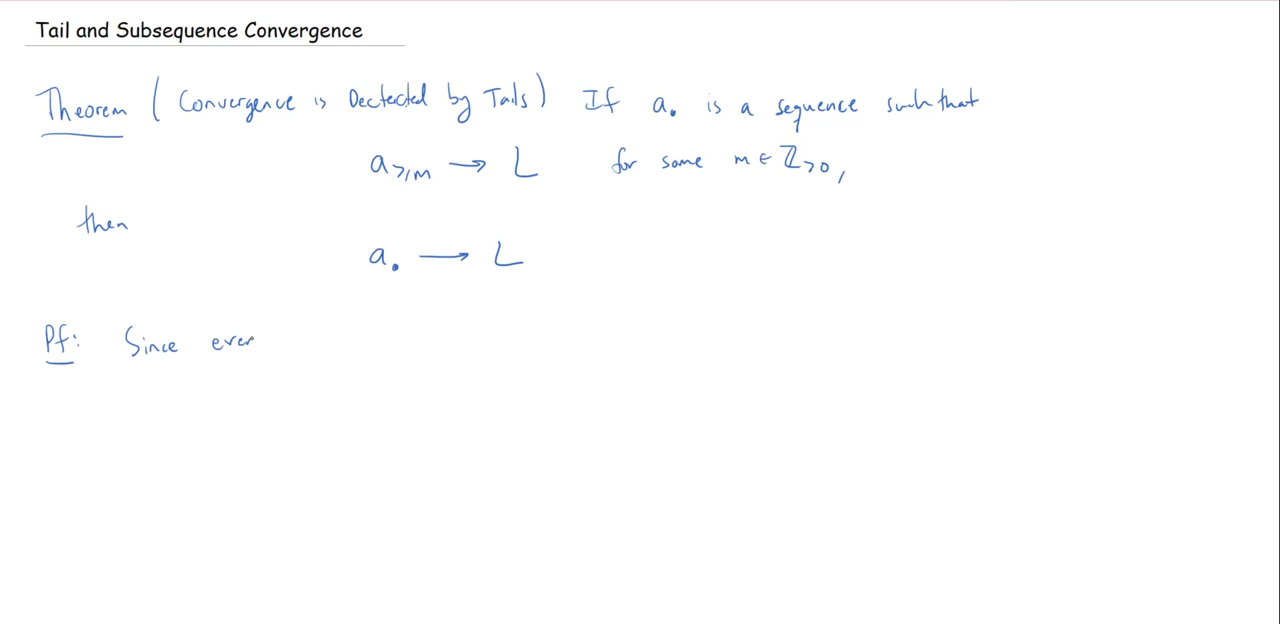 Tail and Subsequence Convergence
Theorem (Convergence is Dectected by Tails) If a. is a sequence such that
a≥m → L for some m ∈ ℤ>0,
then
a. → L
Pf: Since ever